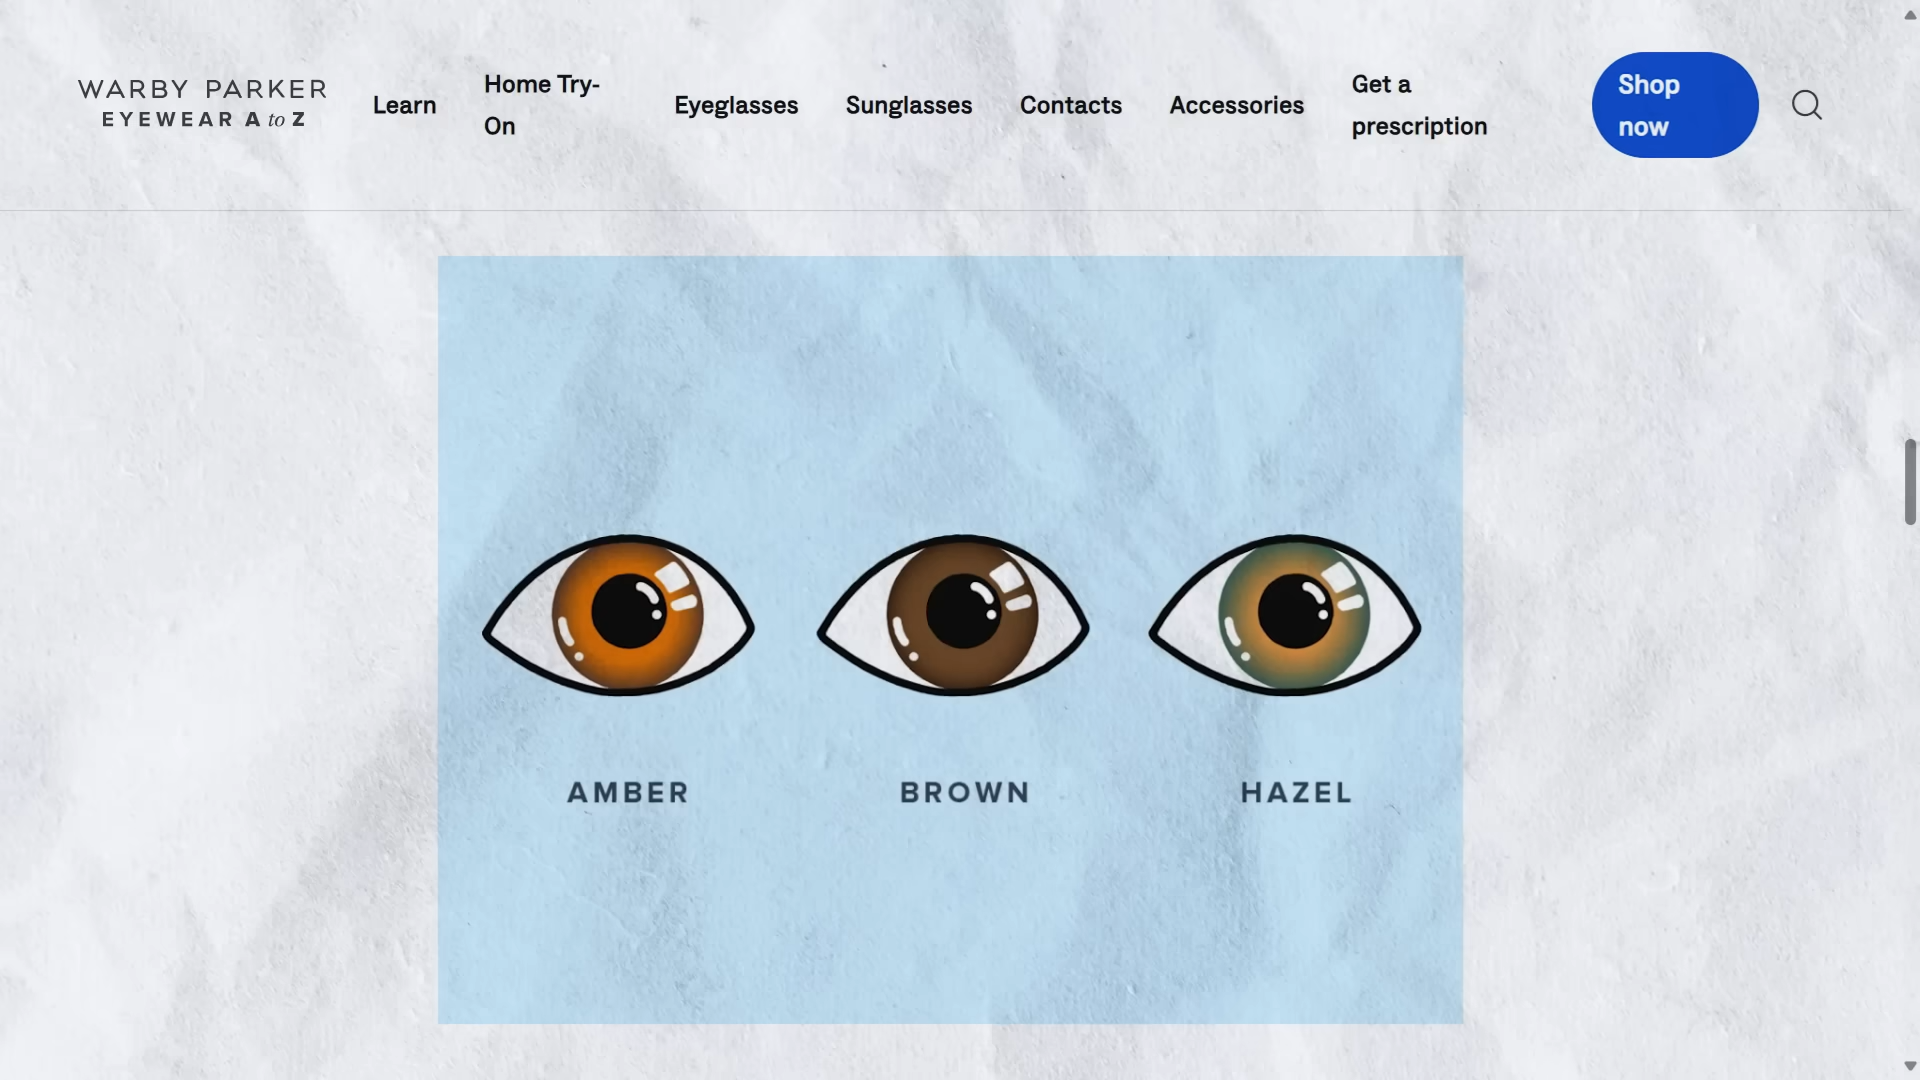 WARBY PARKER
EYEWEAR A to Z
Learn
Home Try-
On
Eyeglasses
Sunglasses
Contacts
Accessories
Get a
prescription
Shop
now
AMBER
BROWN
HAZEL